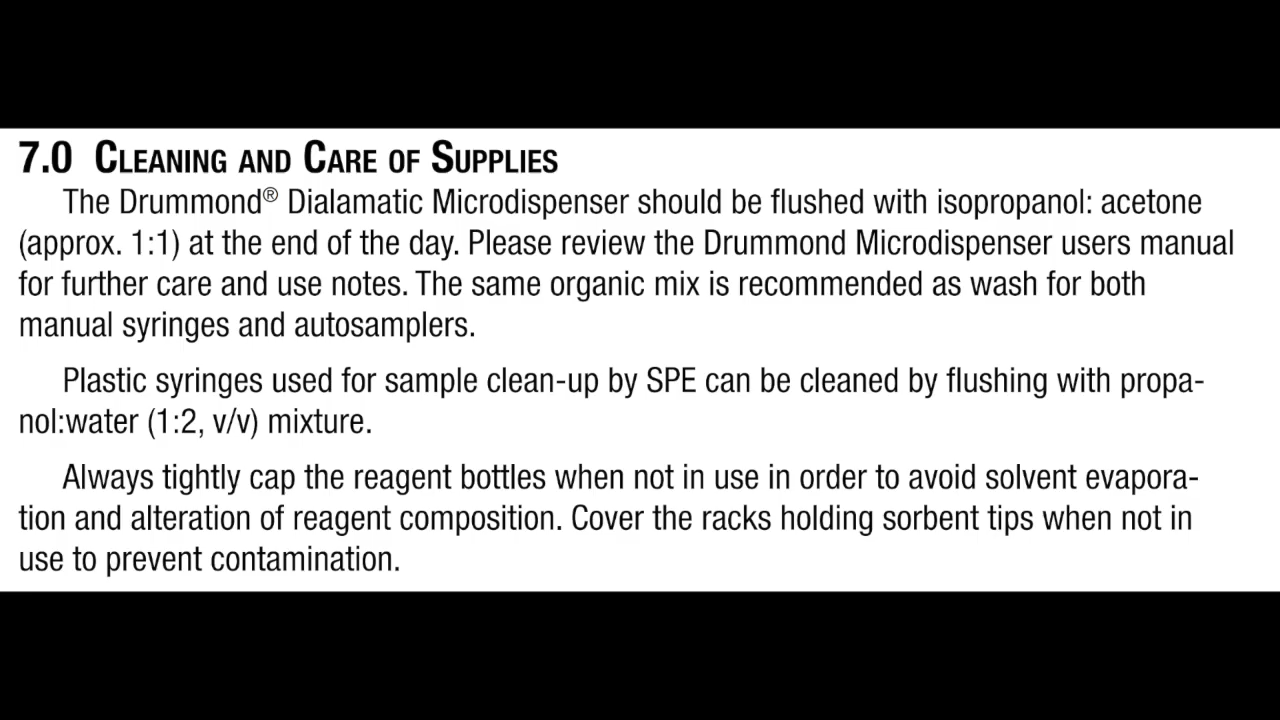 7.0 Cleaning and Care of Supplies
The Drummond® Dialamatic Microdispenser should be flushed with isopropanol: acetone
(approx. 1:1) at the end of the day. Please review the Drummond Microdispenser users manual
for further care and use notes. The same organic mix is recommended as wash for both
manual syringes and autosamplers.
Plastic syringes used for sample clean-up by SPE can be cleaned by flushing with propa-
nol:water (1:2, v/v) mixture.
Always tightly cap the reagent bottles when not in use in order to avoid solvent evapora-
tion and alteration of reagent composition. Cover the racks holding sorbent tips when not in
use to prevent contamination.